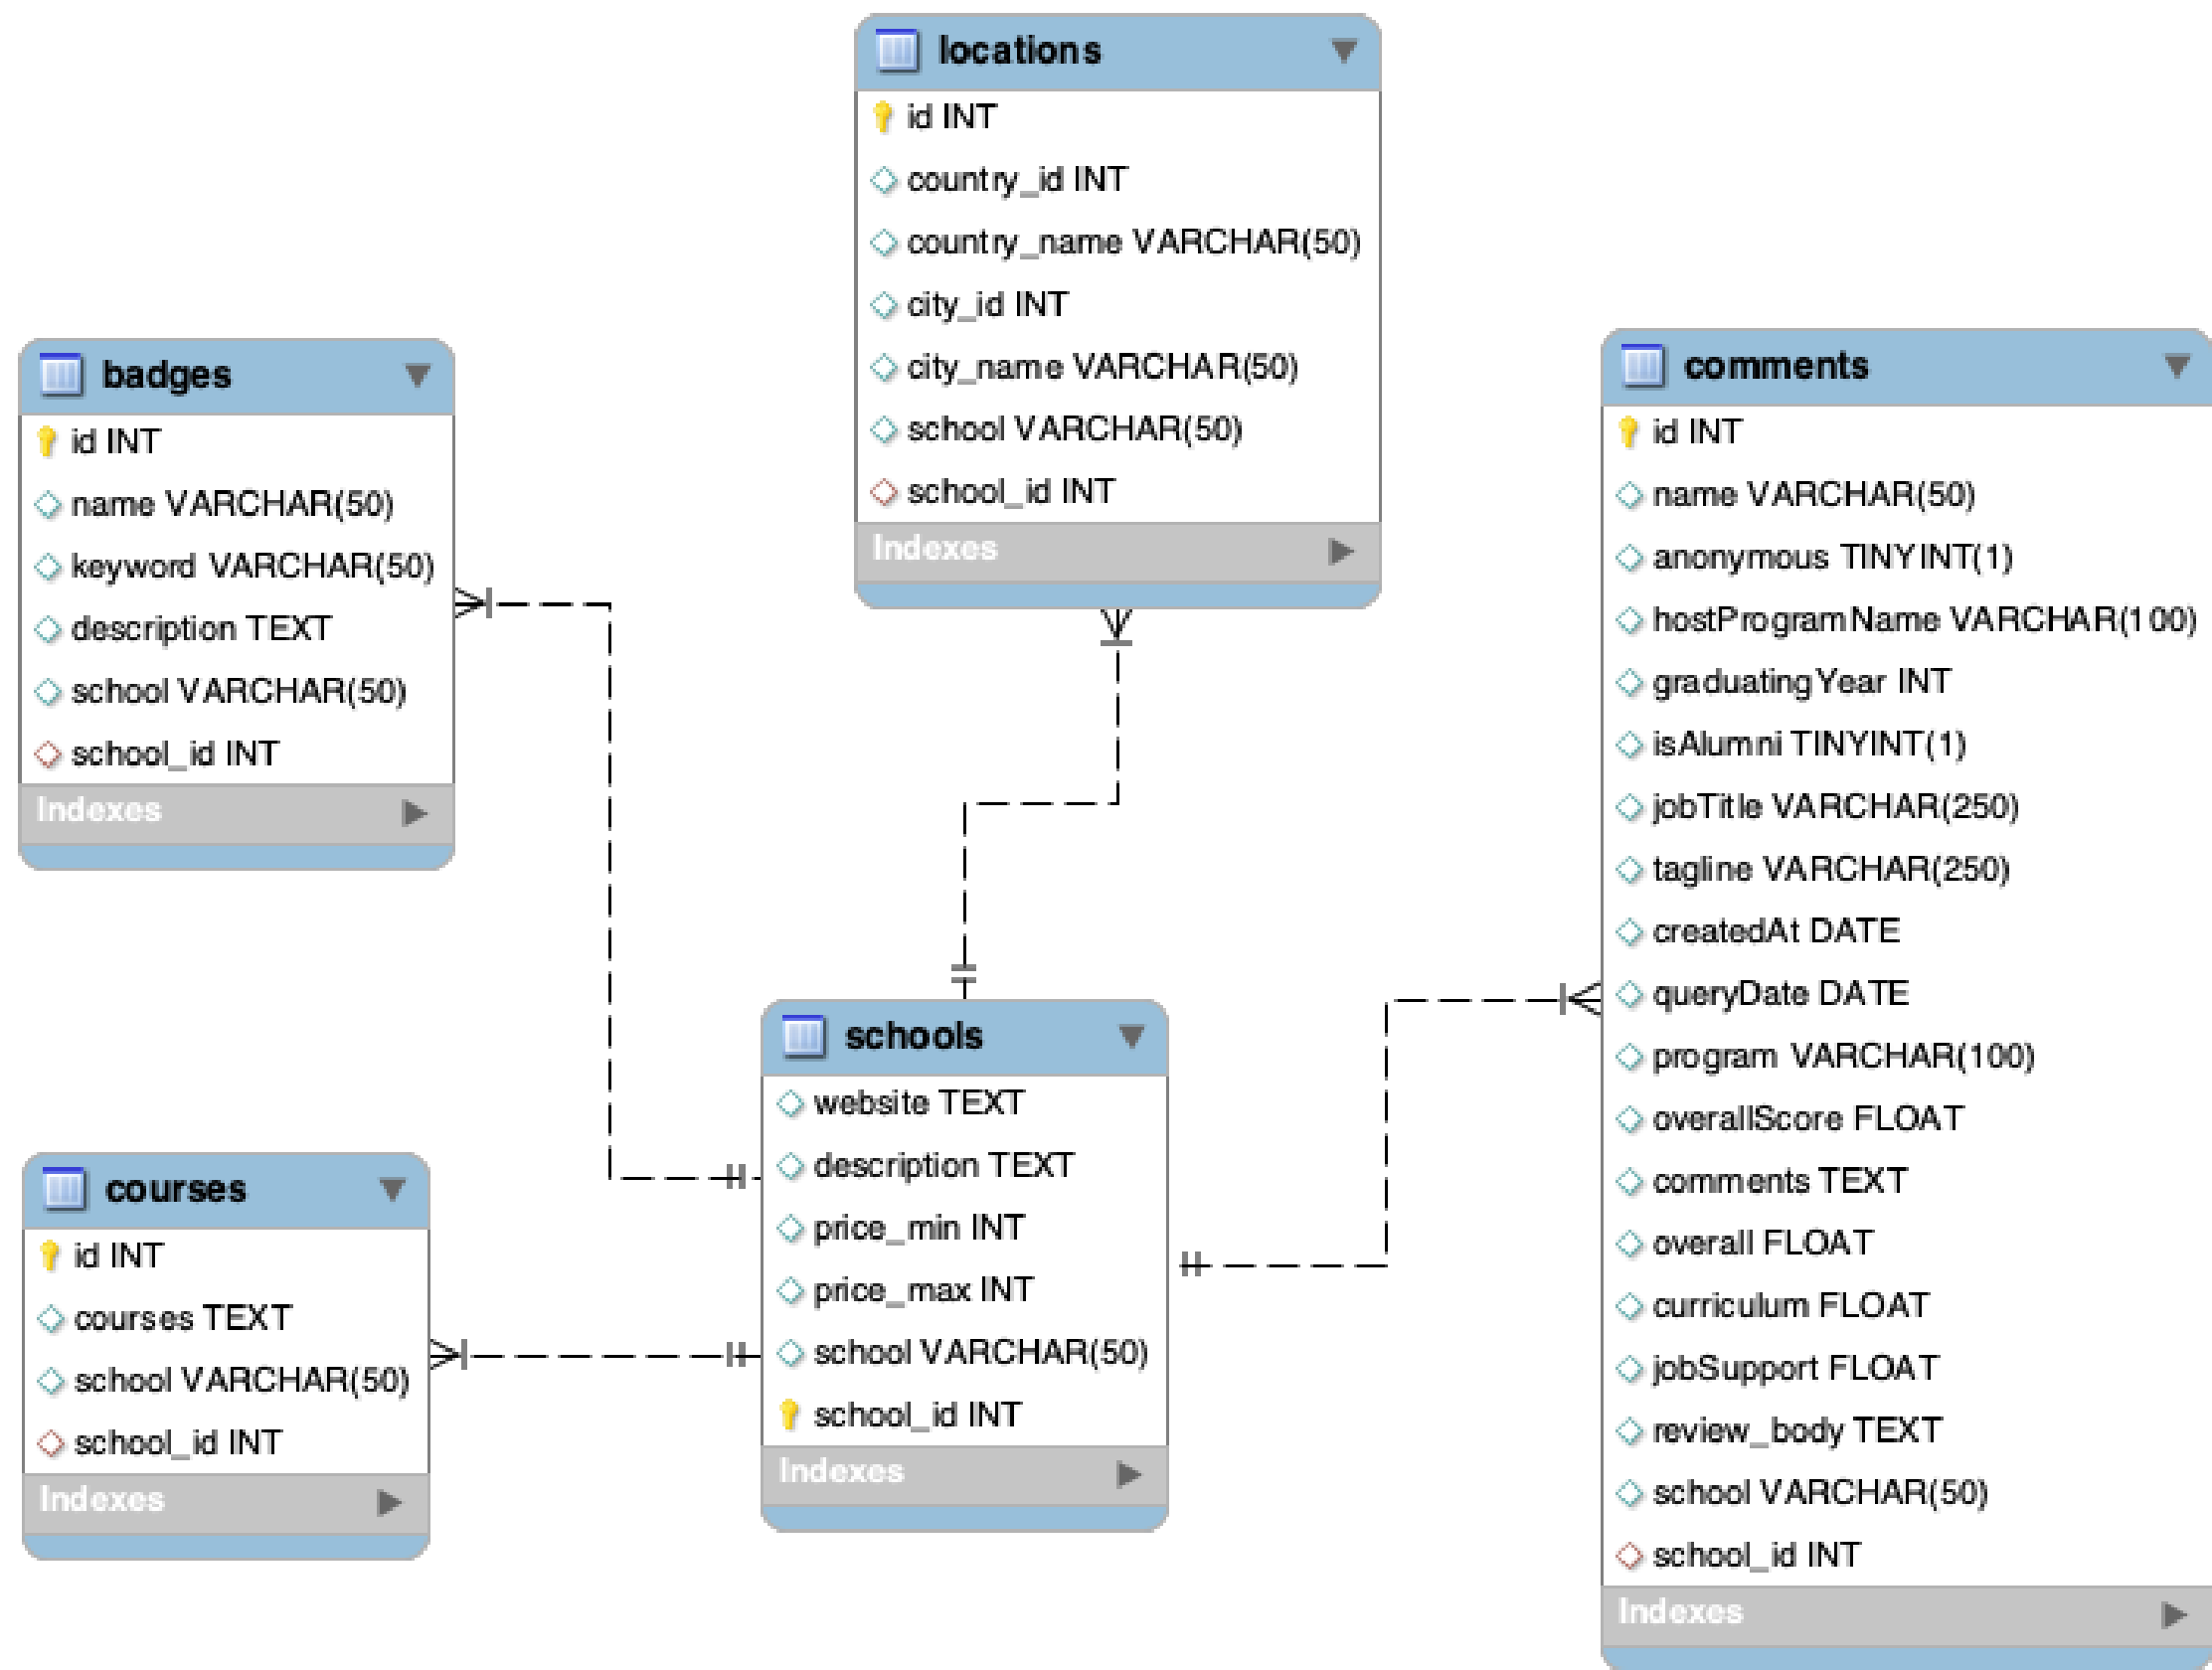 locations
id INT
country_id INT
country_name VARCHAR(50)
city_id INT
city_name VARCHAR(50)
school VARCHAR(50)
school_id INT
Indexes
badges
id INT
name VARCHAR(50)
keyword VARCHAR(50)
description TEXT
school VARCHAR(50)
school_id INT
Indexes
comments
id INT
name VARCHAR(50)
anonymous TINYINT(1)
hostProgramName VARCHAR(100)
graduatingYear INT
isAlumni TINYINT(1)
jobTitle VARCHAR(250)
tagline VARCHAR(250)
createdAt DATE
queryDate DATE
program VARCHAR(100)
overallScore FLOAT
comments TEXT
overall FLOAT
curriculum FLOAT
jobSupport FLOAT
review_body TEXT
school VARCHAR(50)
school_id INT
Indexes
schools
website TEXT
description TEXT
price_min INT
price_max INT
school VARCHAR(50)
school_id INT
Indexes
courses
id INT
courses TEXT
school VARCHAR(50)
school_id INT
Indexes